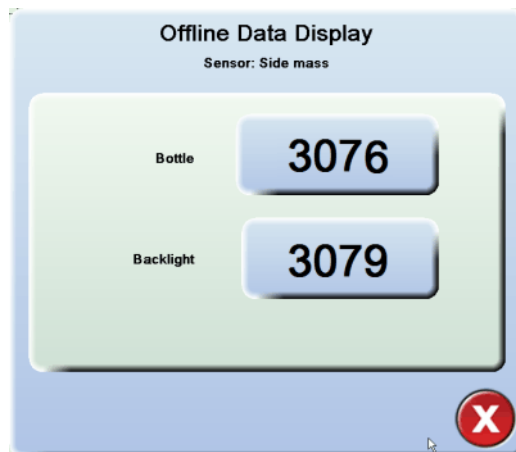 Offline Data Display
Sensor: Side mass
Bottle 3076
Backlight 3079
X